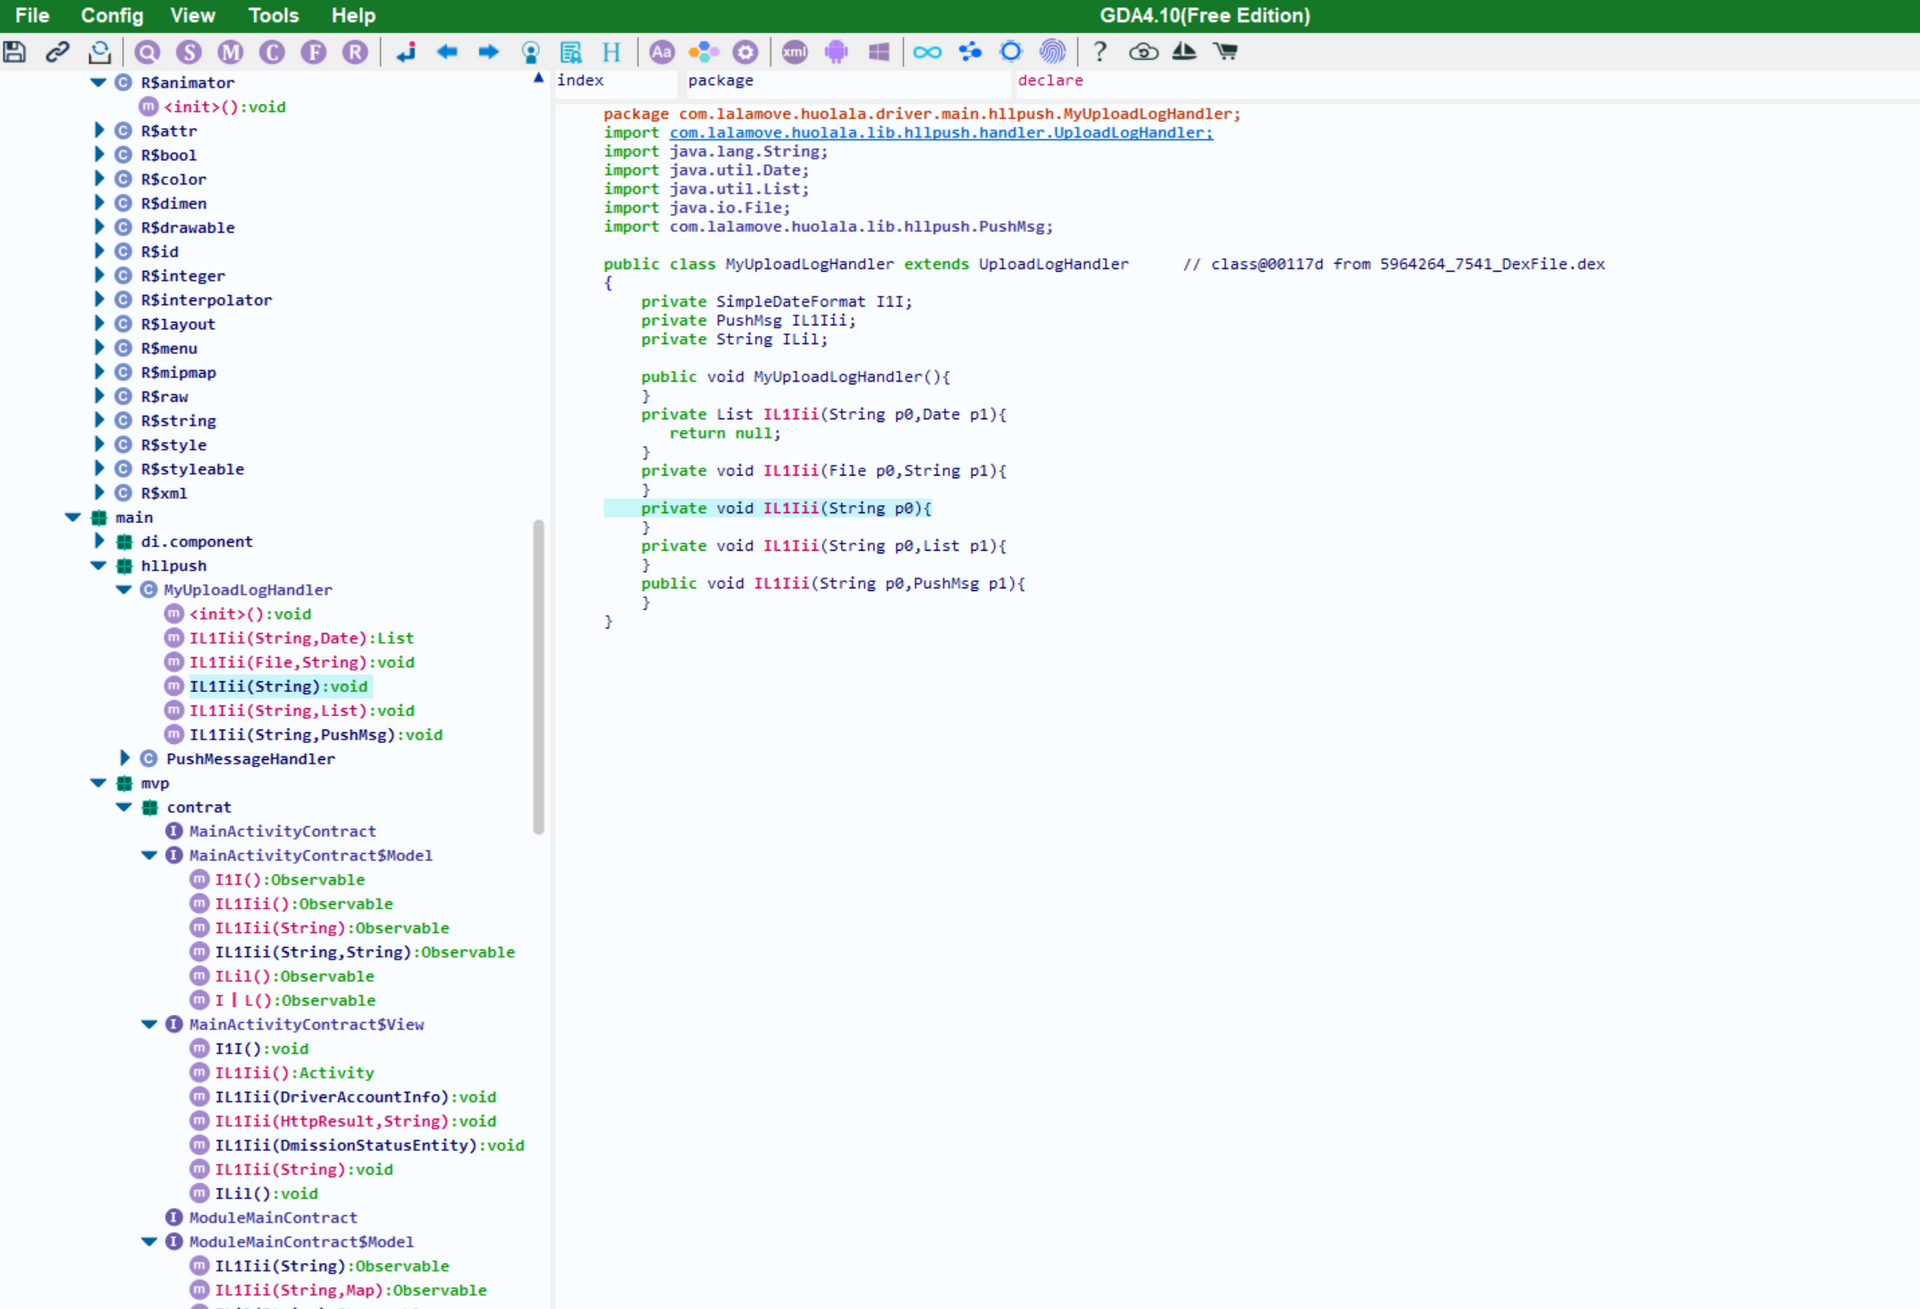 File Config View Tools Help GDA4.10(Free Edition)
Q S M C F R H Aa xml ?
R$animator
<init>():void
R$attr
R$bool
R$color
R$dimen
R$drawable
R$id
R$integer
R$interpolator
R$layout
R$menu
R$mipmap
R$raw
R$string
R$style
R$styleable
R$xml
main
di.component
hllpush
MyUploadLogHandler
<init>():void
IL1Iii(String,Date):List
IL1Iii(File,String):void
IL1Iii(String):void
IL1Iii(String,List):void
IL1Iii(String,PushMsg):void
PushMessageHandler
mvp
contrat
MainActivityContract
MainActivityContract$Model
I1I():Observable
IL1Iii():Observable
IL1Iii(String):Observable
IL1Iii(String,String):Observable
ILil():Observable
I丨L():Observable
MainActivityContract$View
I1I():void
IL1Iii():Activity
IL1Iii(DriverAccountInfo):void
IL1Iii(HttpResult,String):void
IL1Iii(DmissionStatusEntity):void
IL1Iii(String):void
ILil():void
ModuleMainContract
ModuleMainContract$Model
IL1Iii(String):Observable
IL1Iii(String,Map):Observable
index package declare
package com.lalamove.huolala.driver.main.hllpush.MyUploadLogHandler;
import com.lalamove.huolala.lib.hllpush.handler.UploadLogHandler;
import java.lang.String;
import java.util.Date;
import java.util.List;
import java.io.File;
import com.lalamove.huolala.lib.hllpush.PushMsg;
public class MyUploadLogHandler extends UploadLogHandler // class@00117d from 5964264_7541_DexFile.dex
{
private SimpleDateFormat I1I;
private PushMsg IL1Iii;
private String ILil;
public void MyUploadLogHandler(){
}
private List IL1Iii(String p0,Date p1){
return null;
}
private void IL1Iii(File p0,String p1){
}
private void IL1Iii(String p0){
}
private void IL1Iii(String p0,List p1){
}
public void IL1Iii(String p0,PushMsg p1){
}
}